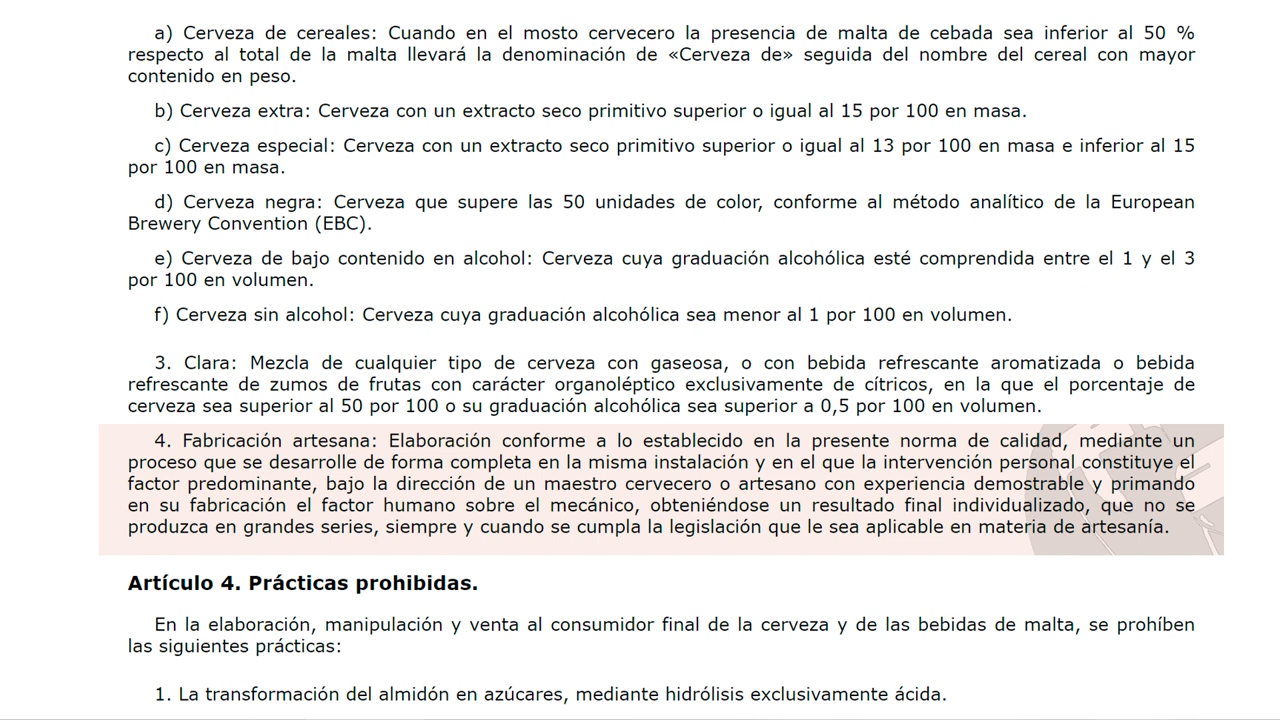 a) Cerveza de cereales: Cuando en el mosto cervecero la presencia de malta de cebada sea inferior al 50 %
respecto al total de la malta llevará la denominación de «Cerveza de» seguida del nombre del cereal con mayor
contenido en peso.
b) Cerveza extra: Cerveza con un extracto seco primitivo superior o igual al 15 por 100 en masa.
c) Cerveza especial: Cerveza con un extracto seco primitivo superior o igual al 13 por 100 en masa e inferior al 15
por 100 en masa.
d) Cerveza negra: Cerveza que supere las 50 unidades de color, conforme al método analítico de la European
Brewery Convention (EBC).
e) Cerveza de bajo contenido en alcohol: Cerveza cuya graduación alcohólica esté comprendida entre el 1 y el 3
por 100 en volumen.
f) Cerveza sin alcohol: Cerveza cuya graduación alcohólica sea menor al 1 por 100 en volumen.
3. Clara: Mezcla de cualquier tipo de cerveza con gaseosa, o con bebida refrescante aromatizada o bebida
refrescante de zumos de frutas con carácter organoléptico exclusivamente de cítricos, en la que el porcentaje de
cerveza sea superior al 50 por 100 o su graduación alcohólica sea superior a 0,5 por 100 en volumen.
4. Fabricación artesana: Elaboración conforme a lo establecido en la presente norma de calidad, mediante un
proceso que se desarrolle de forma completa en la misma instalación y en el que la intervención personal constituye el
factor predominante, bajo la dirección de un maestro cervecero o artesano con experiencia demostrable y primando
en su fabricación el factor humano sobre el mecánico, obteniéndose un resultado final individualizado, que no se
produzca en grandes series, siempre y cuando se cumpla la legislación que le sea aplicable en materia de artesanía.
Artículo 4. Prácticas prohibidas.
En la elaboración, manipulación y venta al consumidor final de la cerveza y de las bebidas de malta, se prohíben
las siguientes prácticas:
1. La transformación del almidón en azúcares, mediante hidrólisis exclusivamente ácida.